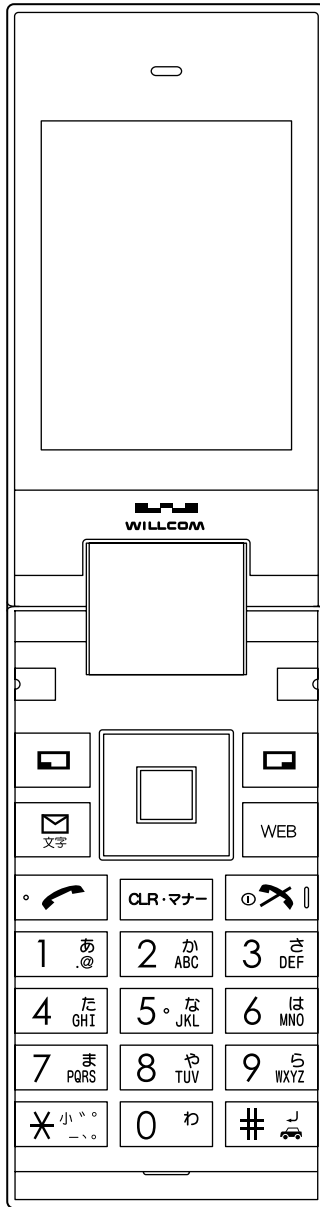 WILLCOM
文字
WEB
CLR・マナー
1 あ .@
2 か ABC
3 さ DEF
4 た GHI
5 な JKL
6 は MNO
7 ま PQRS
8 や TUV
9 ら WXYZ
* 小 ゛゜ ー、。
0 わ
#